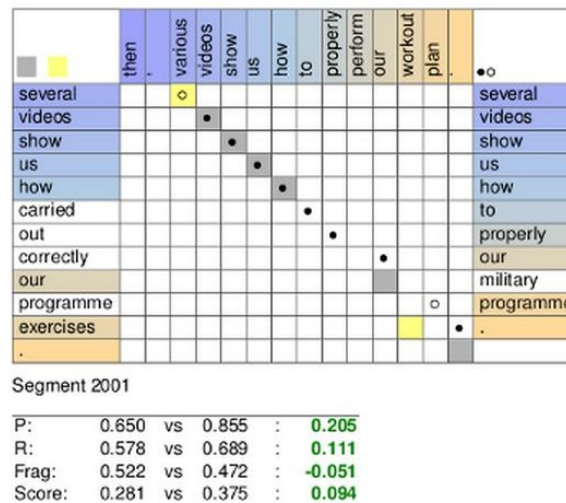 then , various videos show us how to properly perform our workout plan .
several several
videos videos
show show
us us
how how
carried to
out properly
correctly our
our military
programme programme
exercises .
.
Segment 2001
P: 0.650 vs 0.855 : 0.205
R: 0.578 vs 0.689 : 0.111
Frag: 0.522 vs 0.472 : -0.051
Score: 0.281 vs 0.375 : 0.094